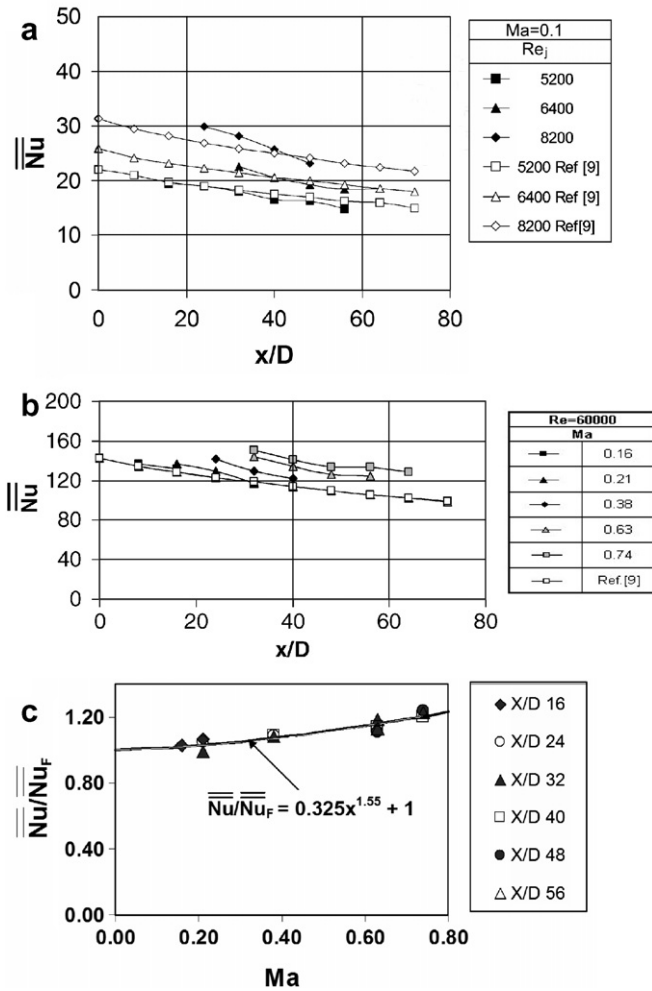 a
50
40
30
20
10
0
Nu
0 20 40 60 80
x/D
Ma=0.1
Rej
5200
6400
8200
5200 Ref [9]
6400 Ref [9]
8200 Ref[9]
b
200
160
120
80
40
0
Nu
0 20 40 60 80
x/D
Re=60000
Ma
0.16
0.21
0.38
0.63
0.74
Ref.[9]
c
1.20
0.80
0.40
0.00
Nu/NuF
Nu/NuF = 0.325x^1.55 + 1
0.00 0.20 0.40 0.60 0.80
Ma
X/D 16
X/D 24
X/D 32
X/D 40
X/D 48
X/D 56